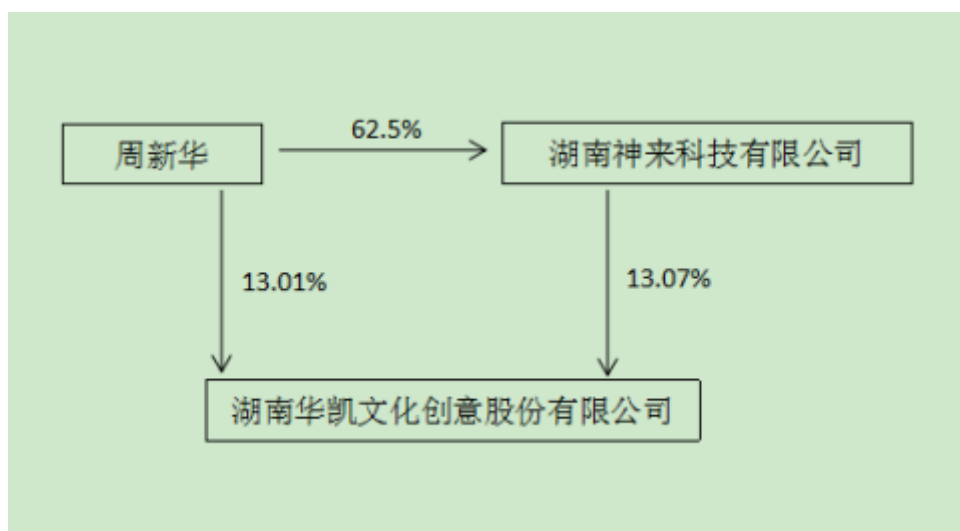 62.5%
周新华
湖南神来科技有限公司
13.01%
13.07%
湖南华凯文化创意股份有限公司